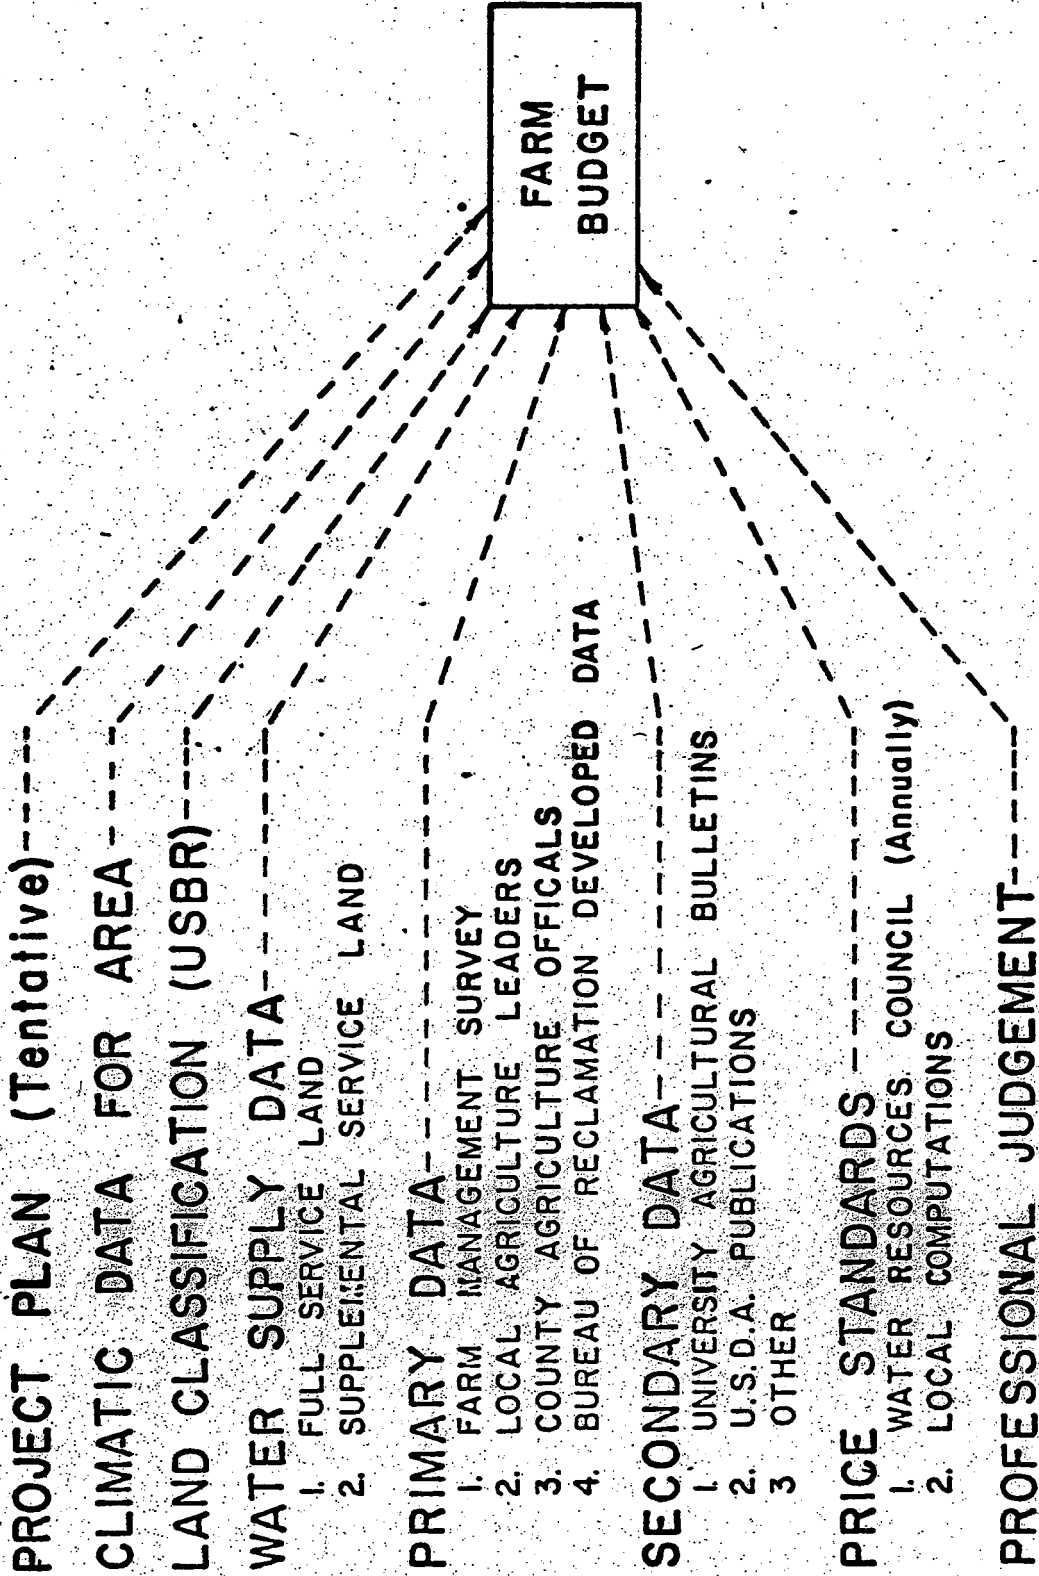 PROJECT PLAN (Tentative)
CLIMATIC DATA FOR AREA
LAND CLASSIFICATION (USBR)
WATER SUPPLY DATA
1. FULL SERVICE LAND
2. SUPPLEMENTAL SERVICE LAND
PRIMARY DATA
1. FARM MANAGEMENT SURVEY
2. LOCAL AGRICULTURE LEADERS
3. COUNTY AGRICULTURE OFFICALS
4. BUREAU OF RECLAMATION DEVELOPED DATA
SECONDARY DATA
1. UNIVERSITY AGRICULTURAL BULLETINS
2. U.S.D.A. PUBLICATIONS
3 OTHER
PRICE STANDARDS
1. WATER RESOURCES COUNCIL (Annually)
2. LOCAL COMPUTATIONS
PROFESSIONAL JUDGEMENT
FARM
BUDGET